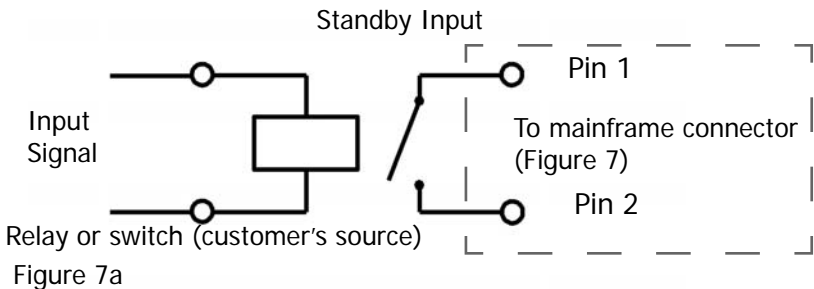 Standby Input
Pin 1
Input
Signal
To mainframe connector
(Figure 7)
Pin 2
Relay or switch (customer's source)
Figure 7a